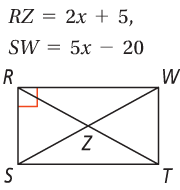 RZ = 2x + 5,
SW = 5x − 20
R W
Z
S T